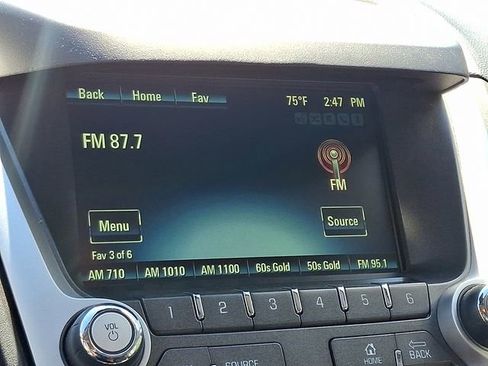 Back Home Fav 75°F 2:47 PM
FM 87.7
FM
Menu Source
Fav 3 of 6
AM 710 AM 1010 AM 1100 60s Gold 50s Gold FM 95.1
1 2 3 4 5 6
VOL
SOURCE HOME BACK